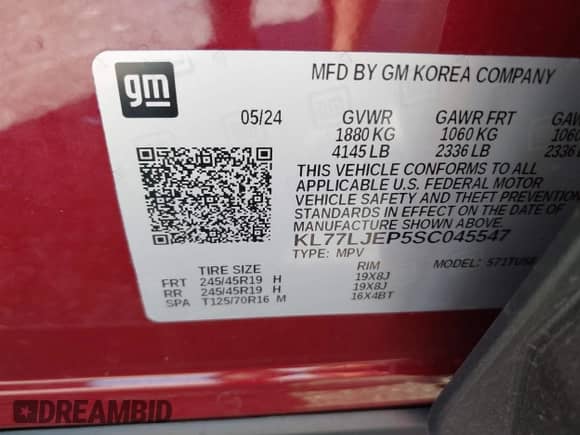 gm
MFD BY GM KOREA COMPANY
05/24 GVWR GAWR FRT
1880 KG 1060 KG 1060
4145 LB 2336 LB 2336
THIS VEHICLE CONFORMS TO ALL
APPLICABLE U.S. FEDERAL MOTOR
VEHICLE SAFETY AND THEFT PREVENTION
STANDARDS IN EFFECT ON THE DATE OF
MANUFACTURE SHOWN ABOVE.
KL77LJEP5SC045547
TYPE: MPV MODEL:
TIRE SIZE RIM
FRT 245/45R19 H 19X8J
RR 245/45R19 H 19X8J
SPA T125/70R16 M 16X4BT
DREAMBID